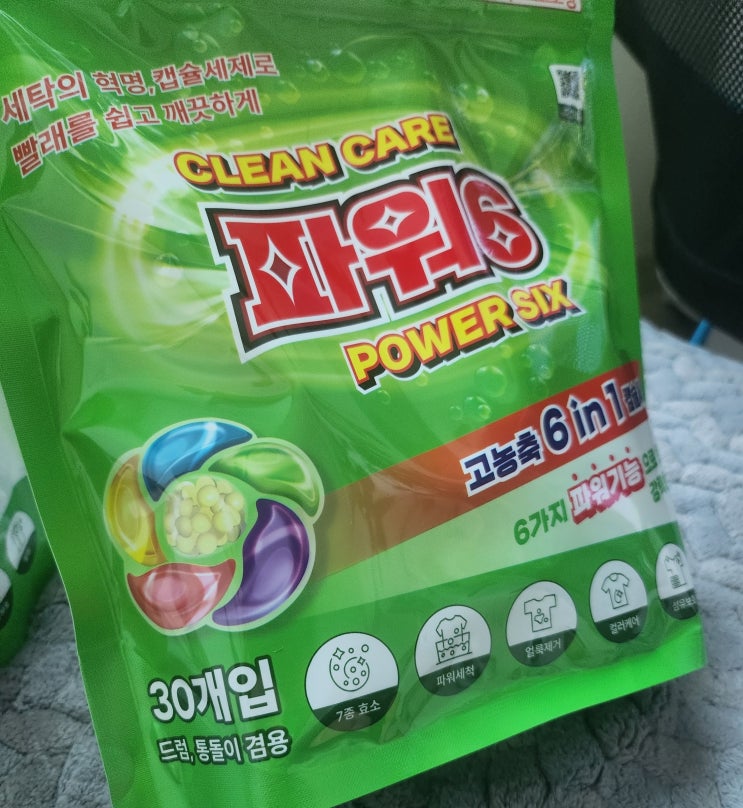 세탁의 혁명, 캡슐세제로
빨래를 쉽고 깨끗하게
CLEAN CARE
파워6
POWER SIX
고농축 6 in 1
6가지 파워기능
7종 효소
파워세척
얼룩제거
컬러케어
30개입
드럼, 통돌이 겸용